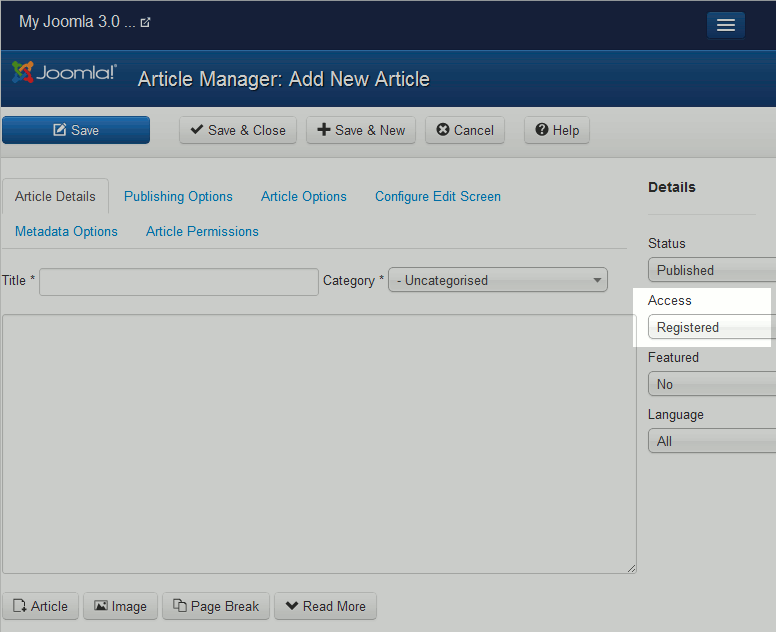 My Joomla 3.0 ...
Joomla!® Article Manager: Add New Article
Save Save & Close Save & New Cancel Help
Article Details Publishing Options Article Options Configure Edit Screen
Metadata Options Article Permissions
Title * Category * - Uncategorised
Article Image Page Break Read More
Details
Status
Published
Access
Registered
Featured
No
Language
All